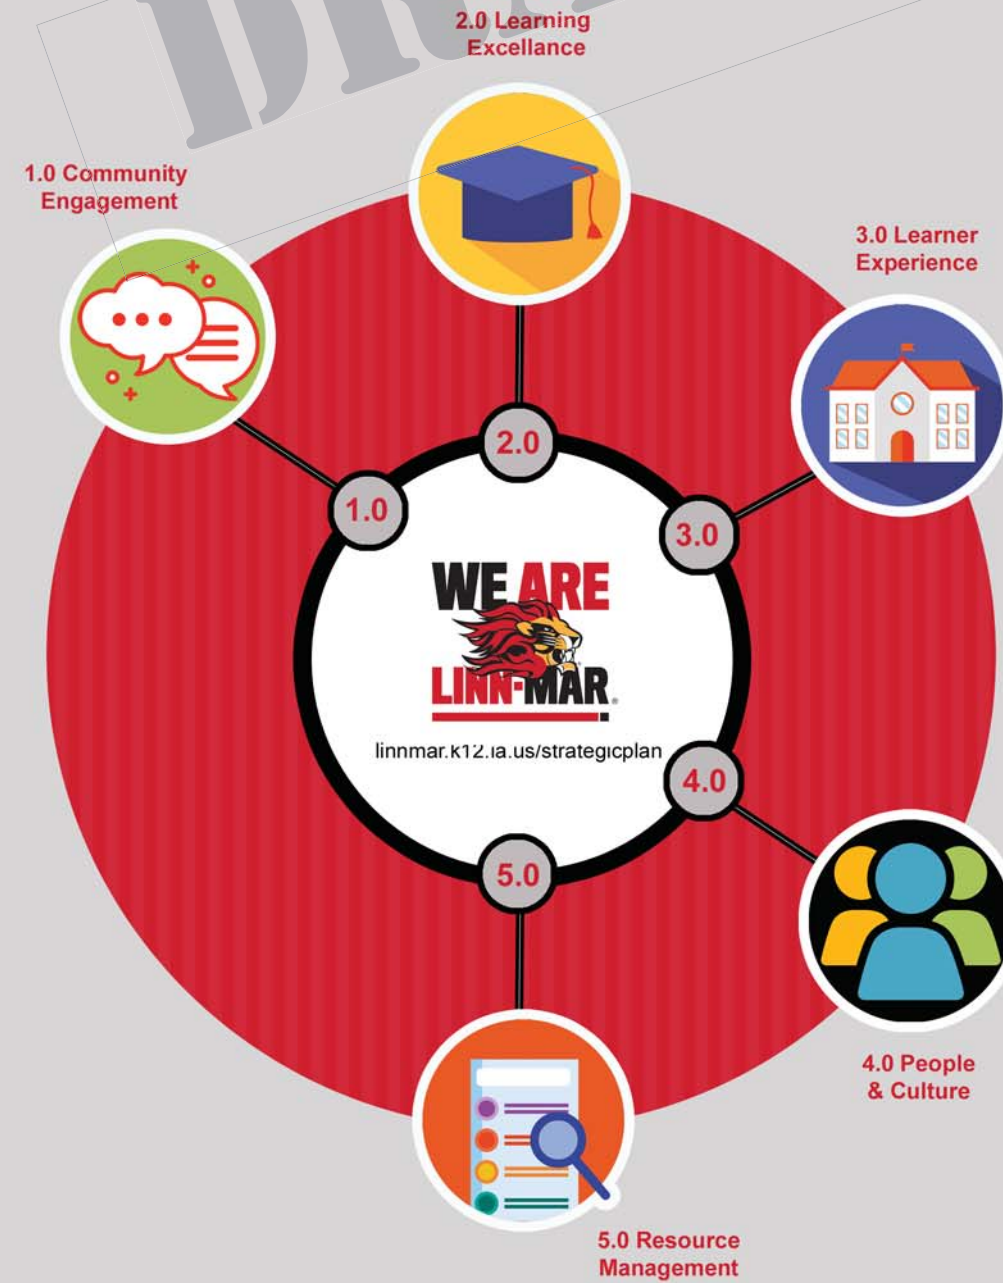 2.0 Learning
Excellance
1.0 Community
Engagement
3.0 Learner
Experience
2.0
1.0
3.0
WE ARE
LINN-MAR®
linnmar.k12.ia.us/strategicplan
4.0
5.0
4.0 People
& Culture
5.0 Resource
Management